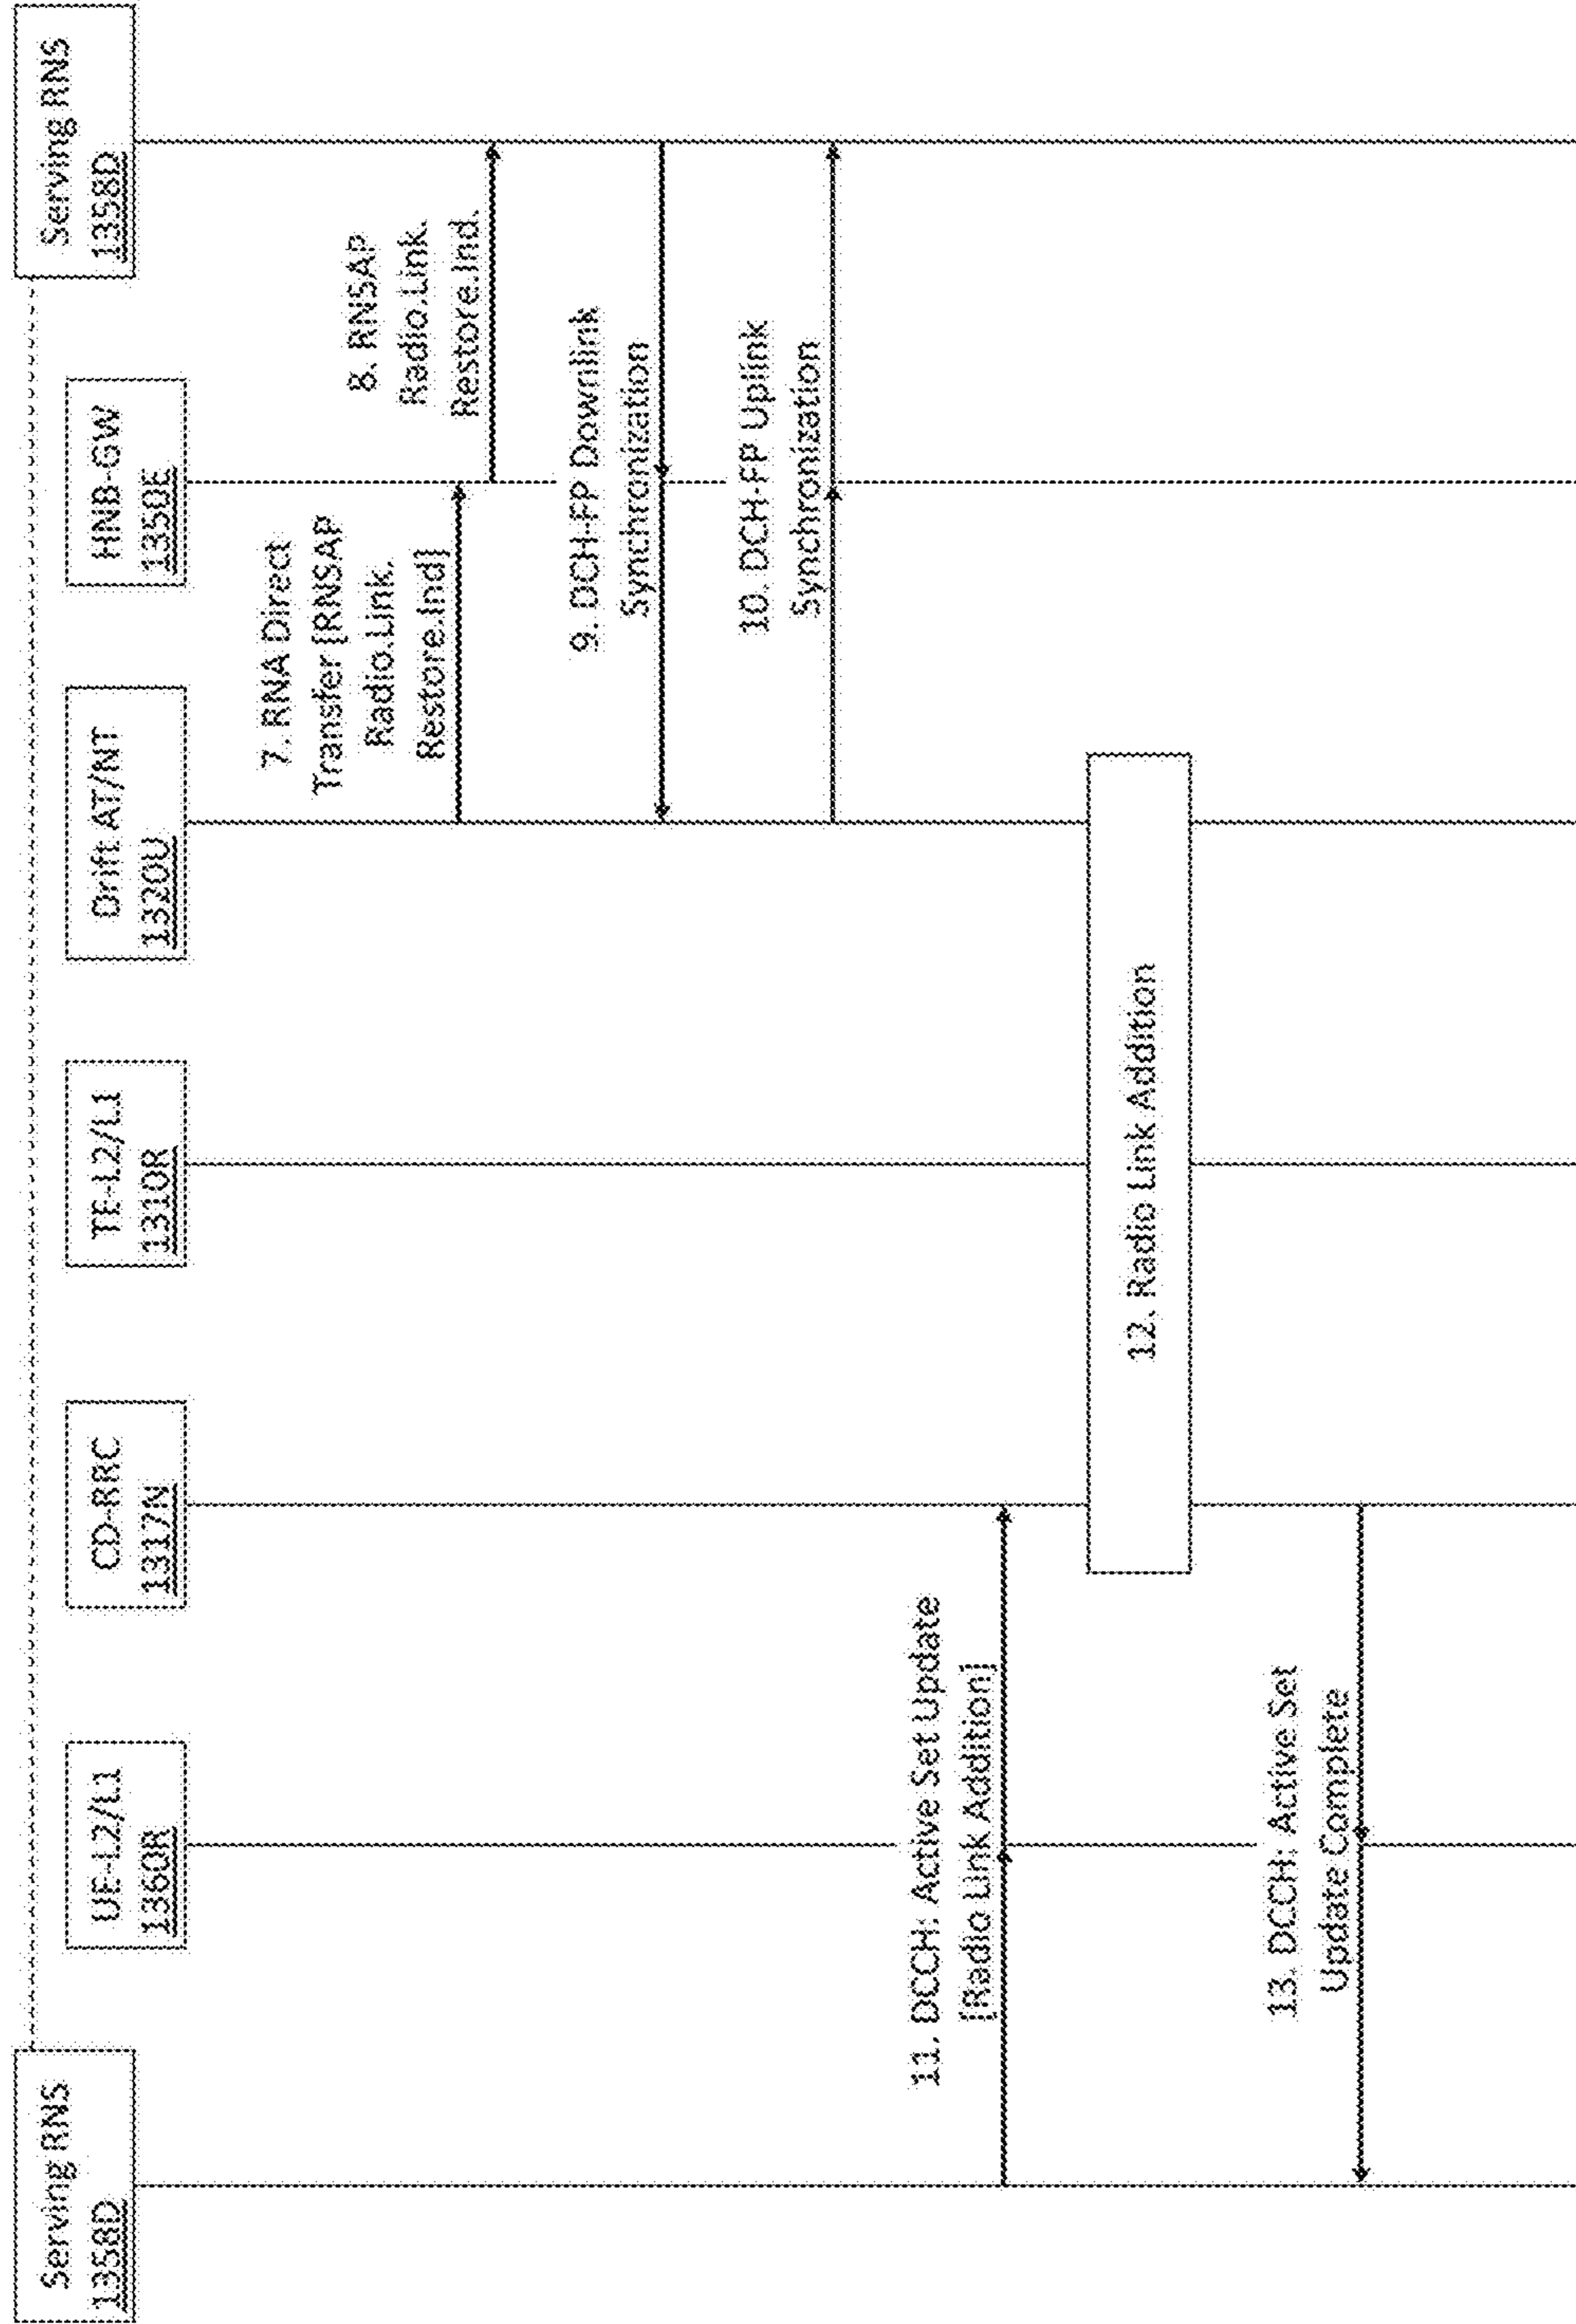 Serving RNS
1358D
UE-L2/L1
1360R
CD-RRC
1317N
TE-L2/L1
1310R
Drift AT/NT
1320U
HNB-GW
1350E
Serving RNS
1358D
7. RNA Direct
Transfer [RNSAP
Radio.Link.
Restore.Ind]
8. RNSAP
Radio.Link.
Restore.Ind.
9. DCH-FP Downlink
Synchronization
10. DCH-FP Uplink
Synchronization
11. DCCH: Active Set Update
[Radio Link Addition]
12. Radio Link Addition
13. DCCH: Active Set
Update Complete